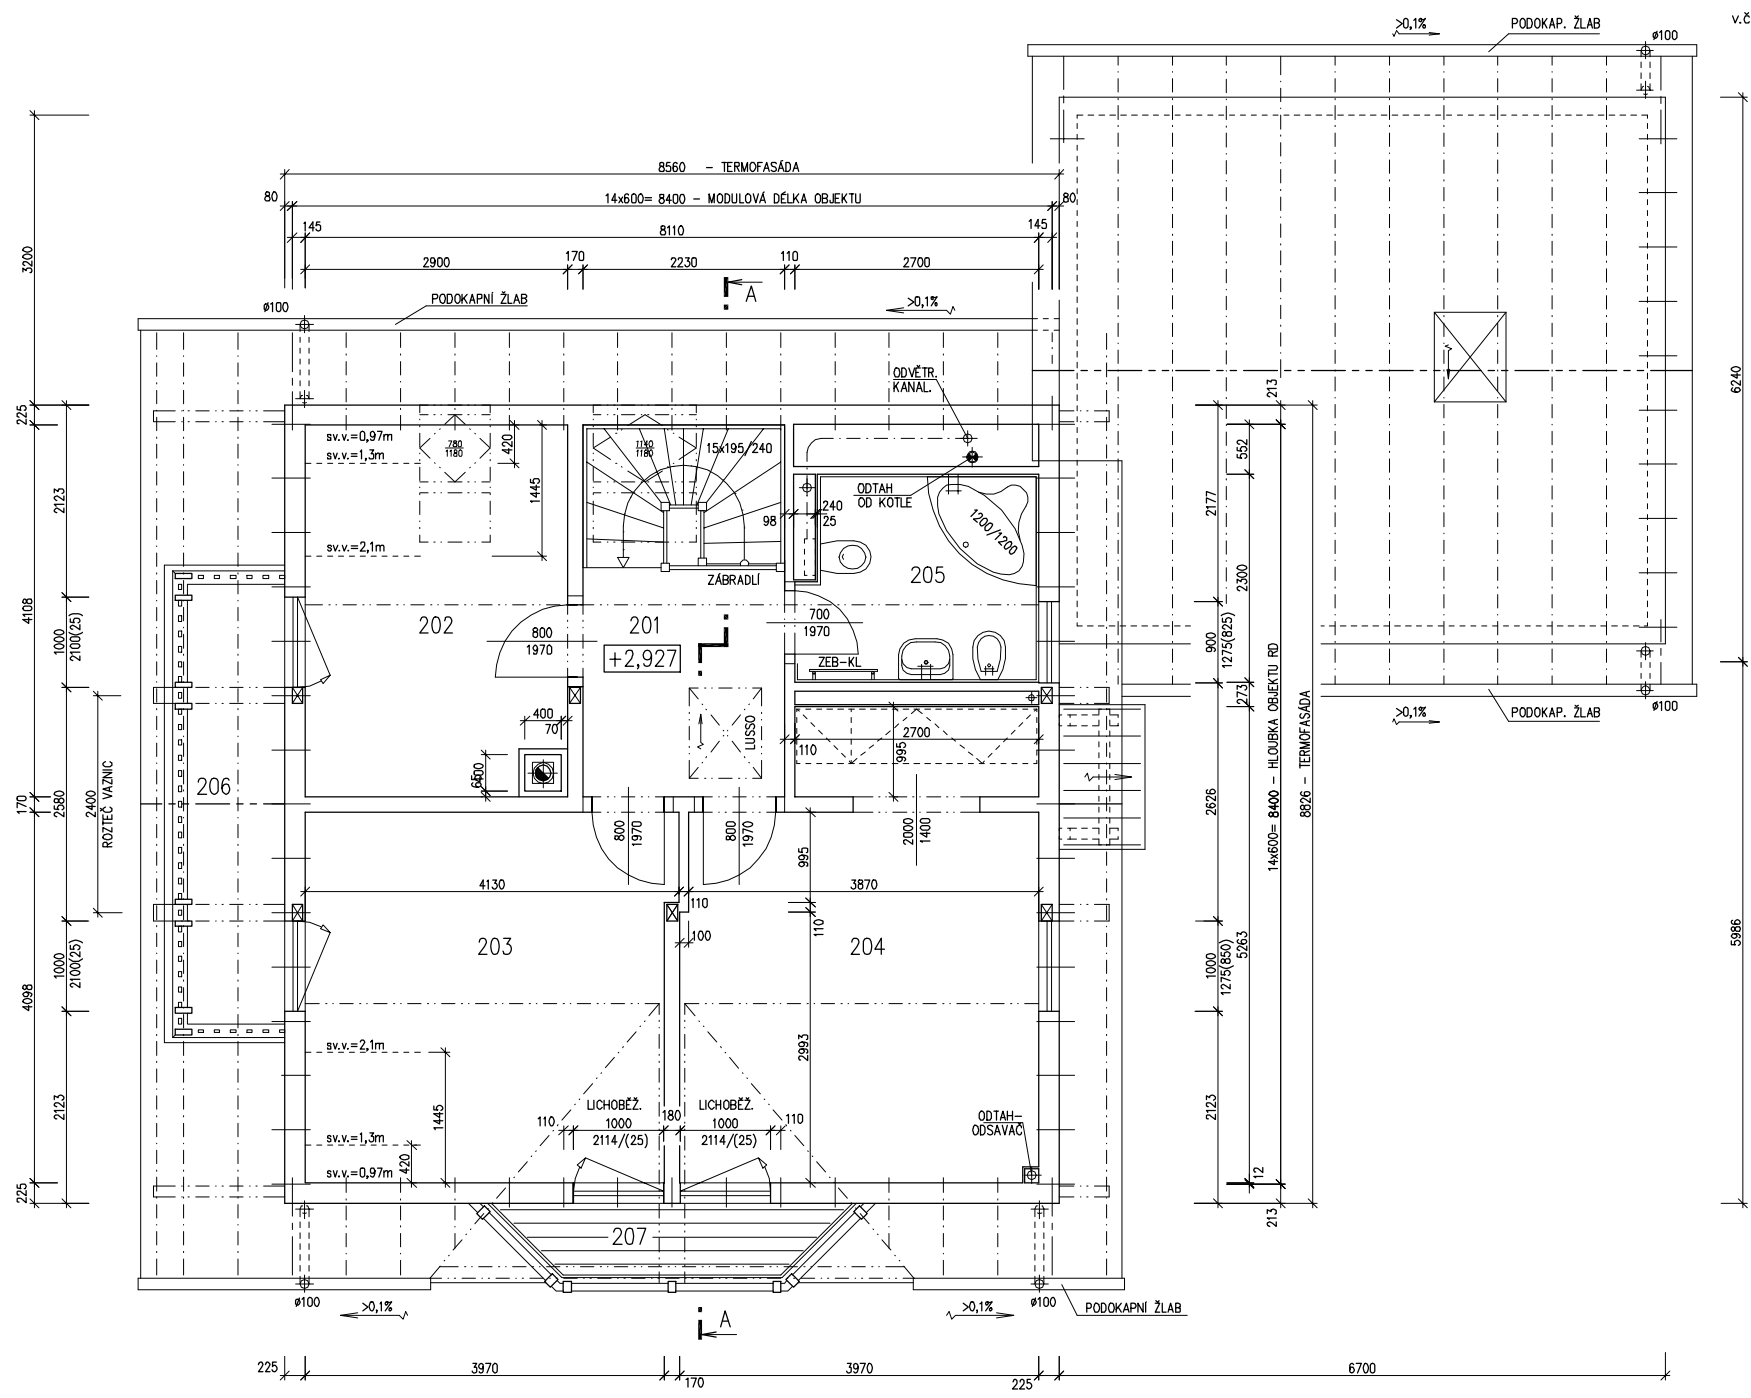 v.č
>0,1%
PODOKAP. ŽLAB
ø100
8560 – TERMOFASÁDA
80
14x600= 8400 – MODULOVÁ DÉLKA OBJEKTU
80
145
8110
145
2900
170
2230
110
2700
A
ø100
PODOKAPNÍ ŽLAB
>0,1%
3200
225
4108
170
4098
225
2123
1000
2100(25)
2580
1000
2100(25)
2123
2400
ROZTEČ VAZNIC
ODVĚTR.
KANAL.
sv.v.=0,97m
sv.v.=1,3m
780
1180
420
1445
sv.v.=2,1m
1140
1180
15x195/240
ODTAH
OD KOTLE
240
98
25
1200/1200
ZÁBRADLÍ
205
202
800
1970
201
+2,927
700
1970
ZEB-KL
400
70
LUSSO
110
2700
995
206
800
1970
800
1970
2000
1400
4130
3870
995
110
110
100
203
204
2993
sv.v.=2,1m
1445
sv.v.=1,3m
420
sv.v.=0,97m
110
LICHOBĚŽ.
1000
2114/(25)
180
LICHOBĚŽ.
1000
2114/(25)
110
ODTAH-
ODSAVAČ
207
213
552
2177
2300
900
1275(825)
273
2626
5263
1000
1275(850)
2123
12
213
14x600= 8400 – HLOUBKA OBJEKTU RD
8826 – TERMOFASÁDA
6240
5986
ø100
>0,1%
PODOKAP. ŽLAB
ø100
>0,1%
A
>0,1%
ø100
PODOKAPNÍ ŽLAB
225
3970
170
3970
225
6700